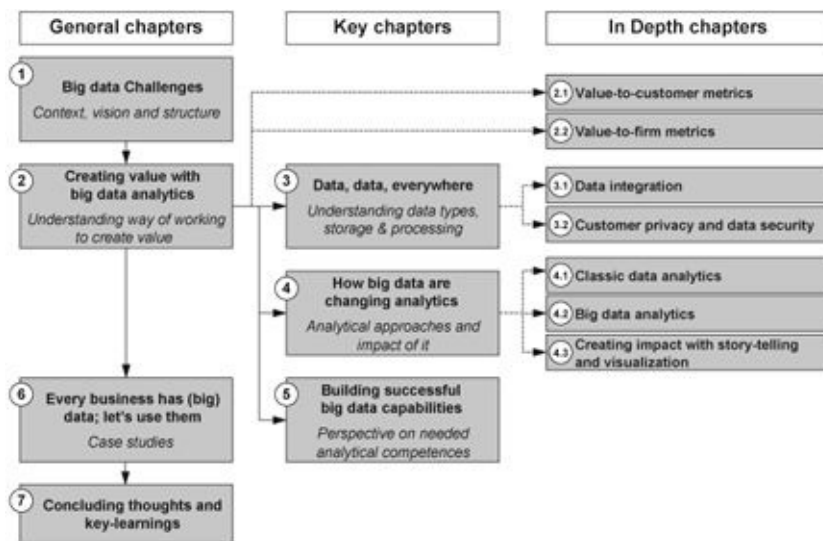 General chapters
Key chapters
In Depth chapters
1
Big data Challenges
Context, vision and structure
2
Creating value with
big data analytics
Understanding way of working
to create value
6
Every business has (big)
data; let's use them
Case studies
7
Concluding thoughts and
key-learnings
3
Data, data, everywhere
Understanding data types,
storage & processing
4
How big data are
changing analytics
Analytical approaches and
impact of it
5
Building successful
big data capabilities
Perspective on needed
analytical competences
2.1 Value-to-customer metrics
2.2 Value-to-firm metrics
3.1 Data integration
3.2 Customer privacy and data security
4.1 Classic data analytics
4.2 Big data analytics
4.3 Creating impact with story-telling
and visualization